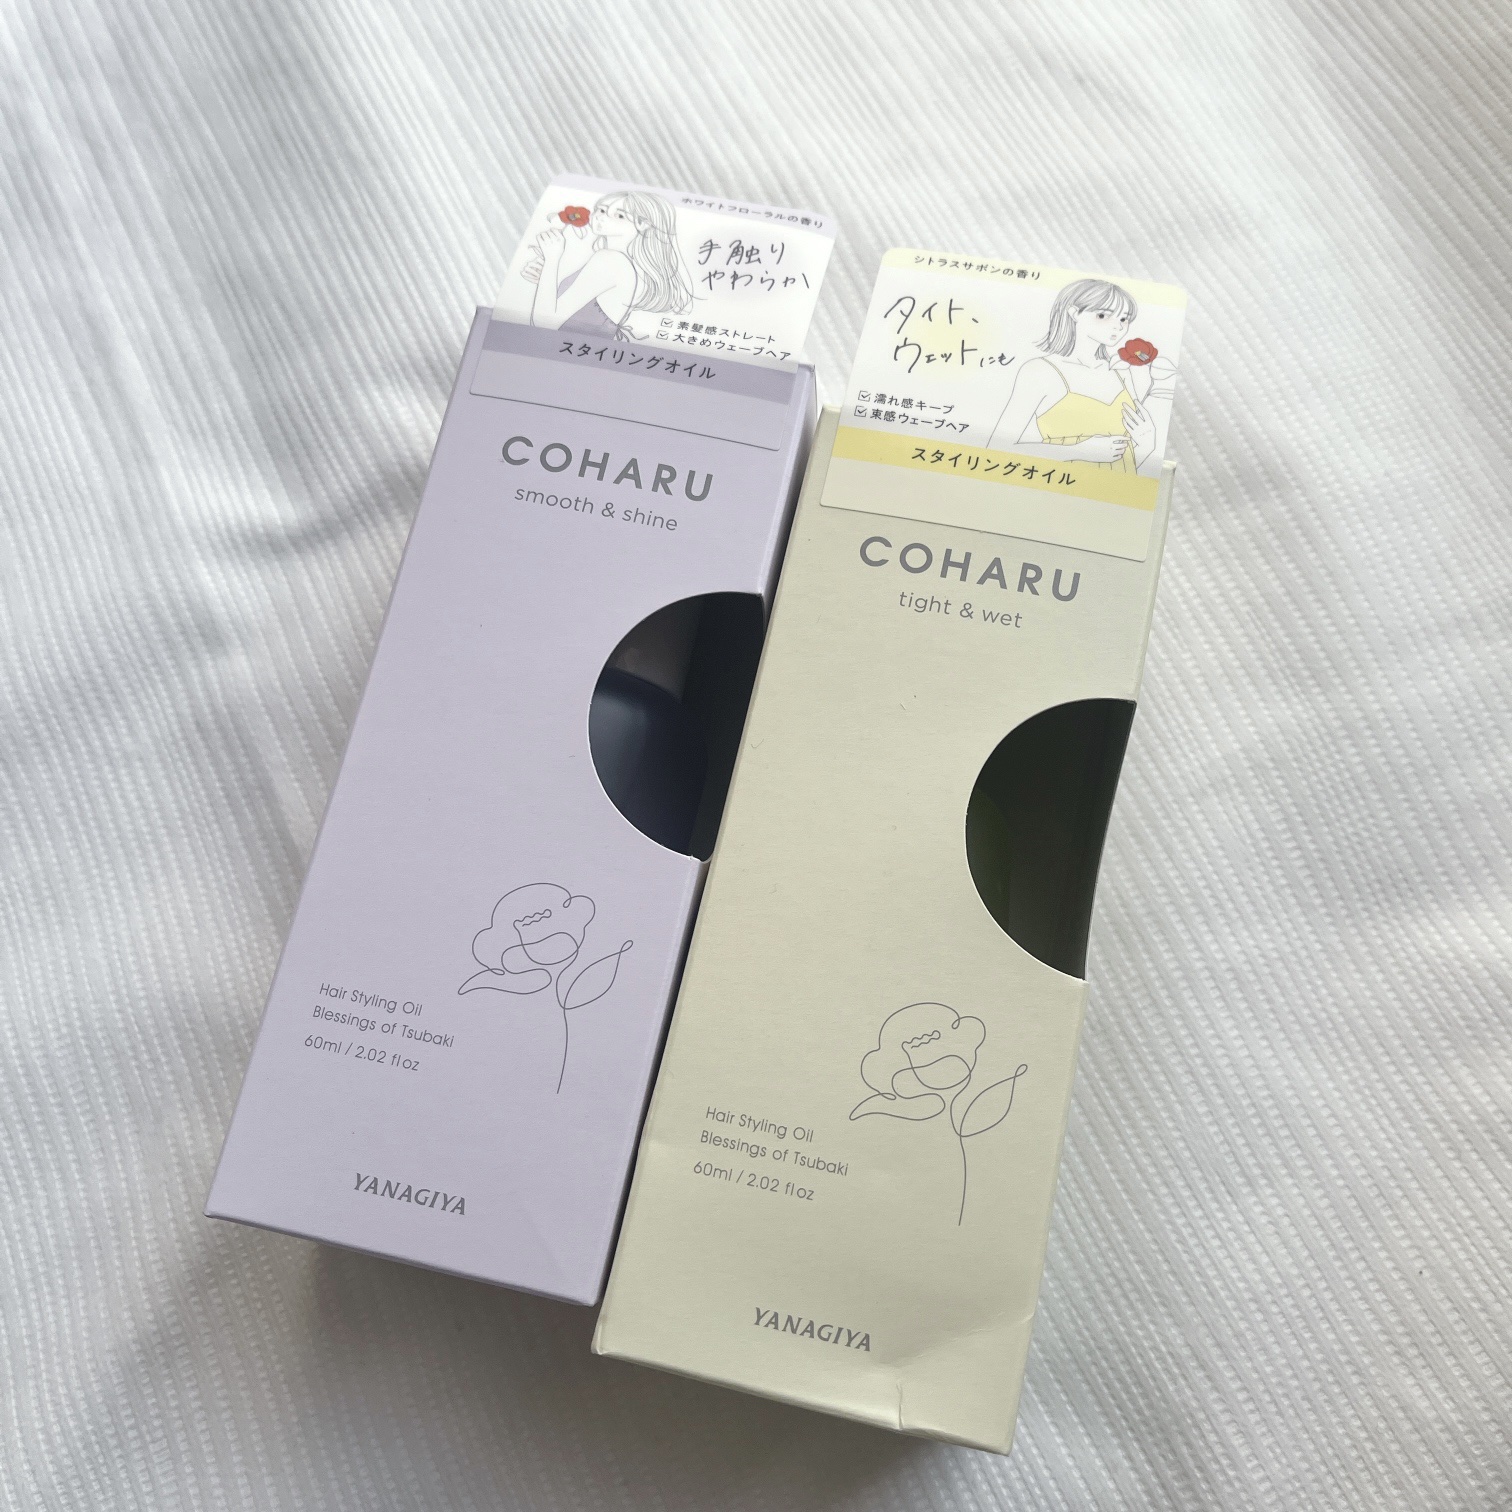 ホワイトフローラルの香り
手触り
やわらか
素髪感ストレート
大きめウェーブヘア
スタイリングオイル
COHARU
smooth & shine
Hair Styling Oil
Blessings of Tsubaki
60ml / 2.02 fl oz
YANAGIYA
シトラスサボンの香り
タイト、
ウェットにも
濡れ感キープ
束感ウェーブヘア
スタイリングオイル
COHARU
tight & wet
Hair Styling Oil
Blessings of Tsubaki
60ml / 2.02 fl oz
YANAGIYA